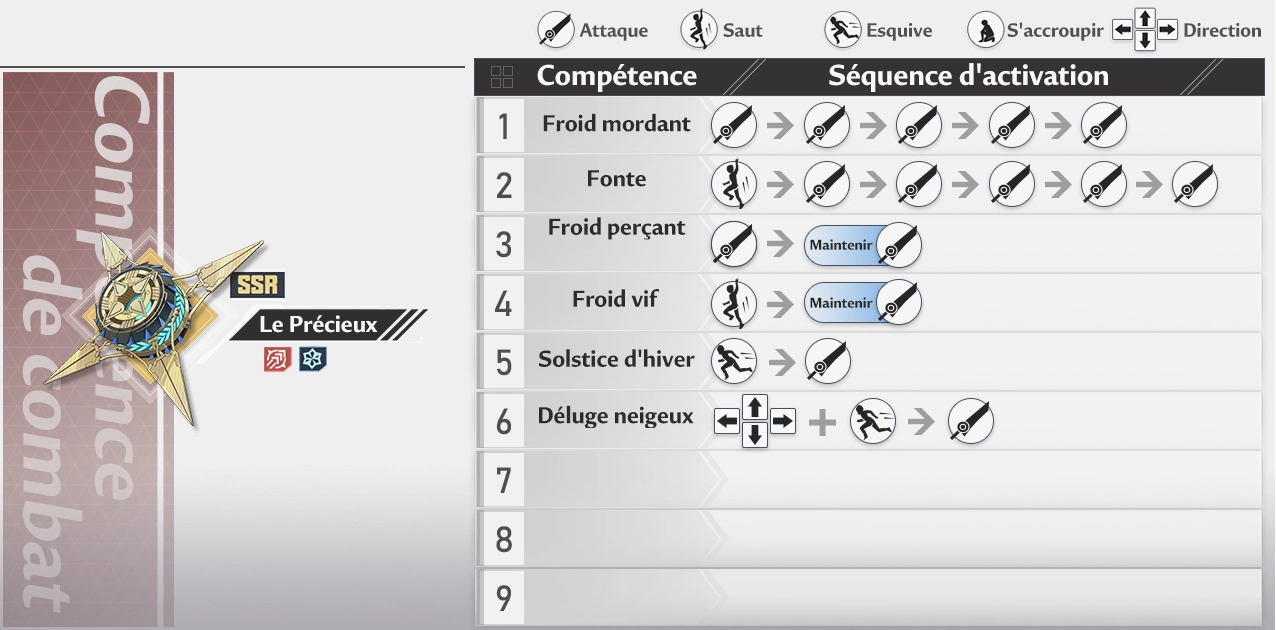 Attaque Saut Esquive S'accroupir Direction
Compétence Séquence d'activation
Compétence
de combat
SSR
Le Précieux
1 Froid mordant
2 Fonte
3 Froid perçant Maintenir
4 Froid vif Maintenir
5 Solstice d'hiver
6 Déluge neigeux
7
8
9